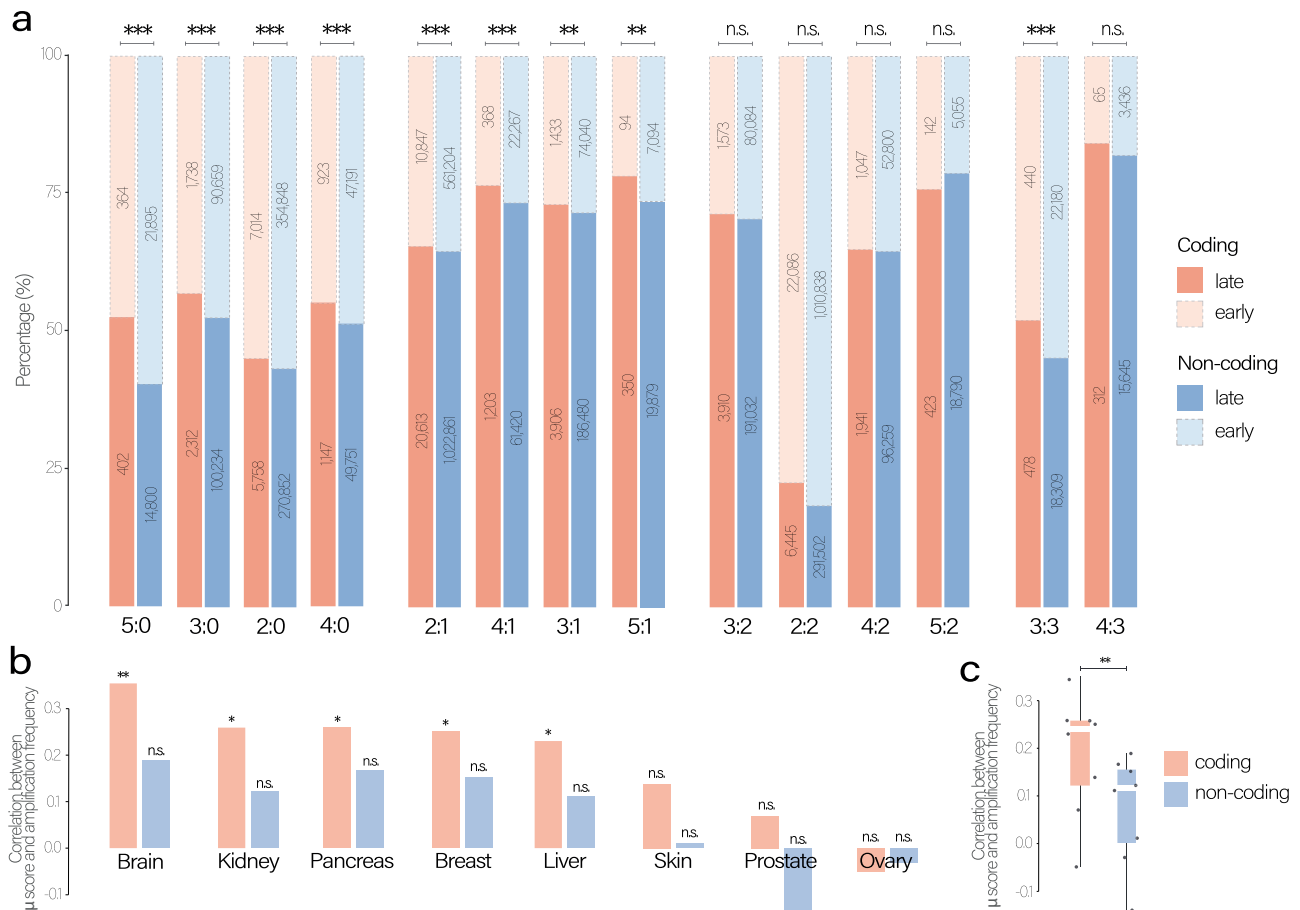 a
*** *** *** *** *** *** ** ** n.s. n.s. n.s. n.s. *** n.s.
Percentage (%)
100
75
50
25
0
364 21,895 1,738 90,659 7,014 354,848 923 47,191 10,847 561,204 368 22,267 1,433 74,040 94 7,094 1,573 80,084 22,086 1,010,838 1,047 52,800 142 5,055 440 22,180 65 3,436
402 14,800 2,312 100,234 5,758 270,852 1,147 49,751 20,613 1,022,861 1,203 61,420 3,906 186,480 350 19,879 3,910 191,032 6,445 291,502 1,941 96,259 423 18,790 478 18,309 312 15,645
5:0 3:0 2:0 4:0 2:1 4:1 3:1 5:1 3:2 2:2 4:2 5:2 3:3 4:3
Coding
late
early
Non-coding
late
early
b
Correlation between
μ score and amplification frequency
0.3
0.2
0.1
0.0
-0.1
** n.s. * n.s. * n.s. * n.s. * n.s. n.s. n.s. n.s. n.s. n.s. n.s.
Brain Kidney Pancreas Breast Liver Skin Prostate Ovary
c
Correlation between
μ score and amplification frequency
0.3
0.2
0.1
0.0
-0.1
**
coding
non-coding